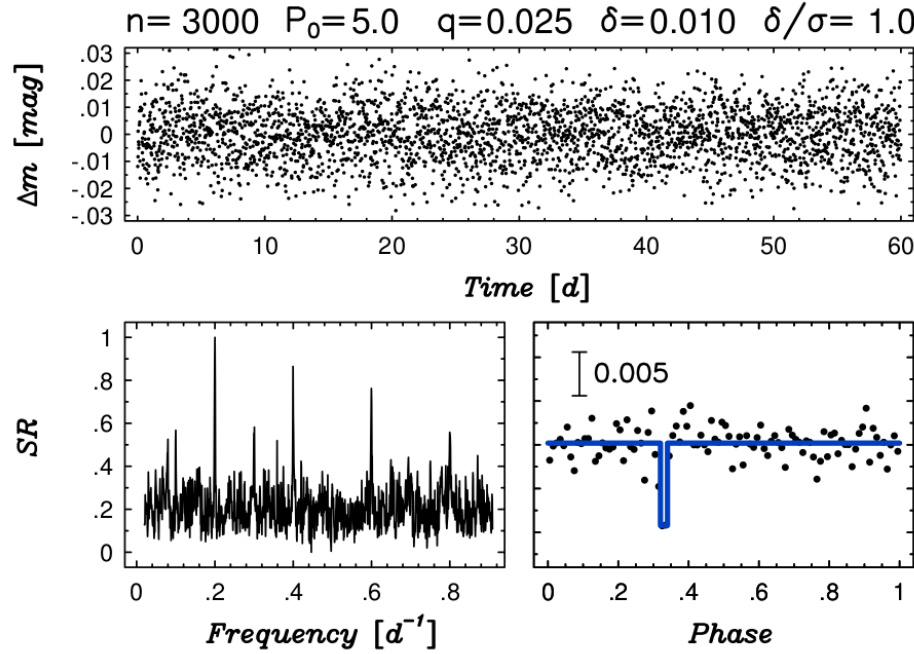 n= 3000 P₀= 5.0 q=0.025 δ=0.010 δ/σ= 1.0
.03
.02
.01
0
-.01
-.02
-.03
Δm [mag]
0 10 20 30 40 50 60
Time [d]
1
.8
.6
.4
.2
0
SR
0 .2 .4 .6 .8
Frequency [d⁻¹]
0.005
0 .2 .4 .6 .8 1
Phase